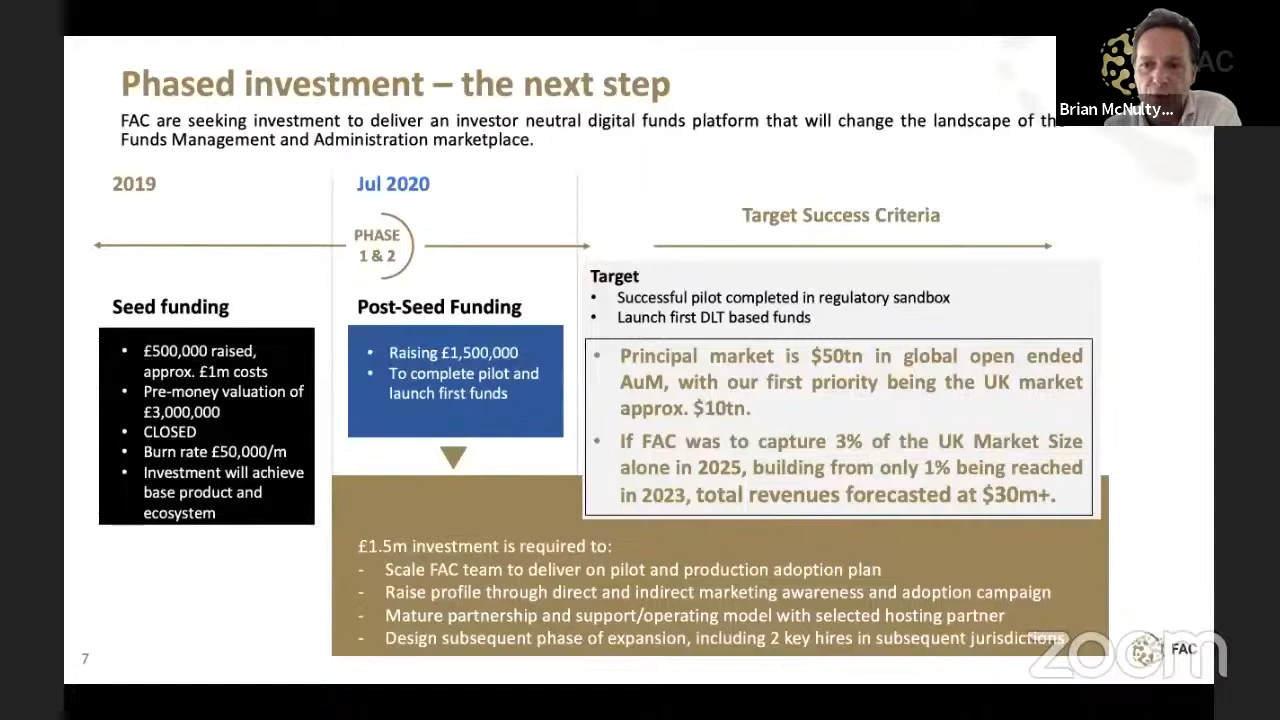 Phased investment – the next step
FAC are seeking investment to deliver an investor neutral digital funds platform that will change the landscape of
Funds Management and Administration marketplace.
AC
Brian McNulty...
2019
Jul 2020
Target Success Criteria
PHASE
1 & 2
Seed funding
• £500,000 raised,
approx. £1m costs
• Pre-money valuation of
£3,000,000
• CLOSED
• Burn rate £50,000/m
• Investment will achieve
base product and
ecosystem
Post-Seed Funding
• Raising £1,500,000
• To complete pilot and
launch first funds
Target
• Successful pilot completed in regulatory sandbox
• Launch first DLT based funds
• Principal market is $50tn in global open ended
AuM, with our first priority being the UK market
approx. $10tn.
• If FAC was to capture 3% of the UK Market Size
alone in 2025, building from only 1% being reached
in 2023, total revenues forecasted at $30m+.
£1.5m investment is required to:
- Scale FAC team to deliver on pilot and production adoption plan
- Raise profile through direct and indirect marketing awareness and adoption campaign
- Mature partnership and support/operating model with selected hosting partner
- Design subsequent phase of expansion, including 2 key hires in subsequent jurisdictions
7
zoom
FAC